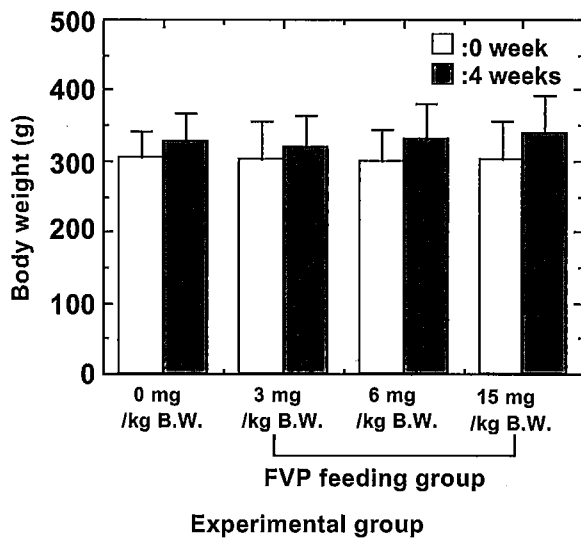 500
400
300
200
100
0
Body weight (g)
:0 week
:4 weeks
0 mg
/kg B.W.
3 mg
/kg B.W.
6 mg
/kg B.W.
15 mg
/kg B.W.
FVP feeding group
Experimental group